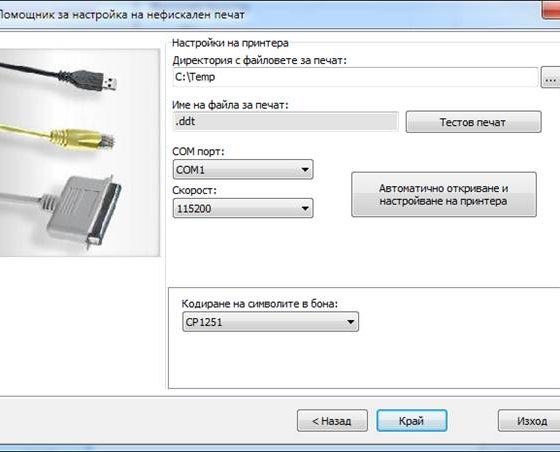 Помощник за настройка на нефискален печат
Настройки на принтера
Директория с файловете за печат:
C:\Temp
...
Име на файла за печат:
.ddt
Тестов печат
COM порт:
COM1
Скорост:
115200
Автоматично откриване и
настройване на принтера
Кодиране на символите в бона:
CP1251
< Назад
Край
Изход